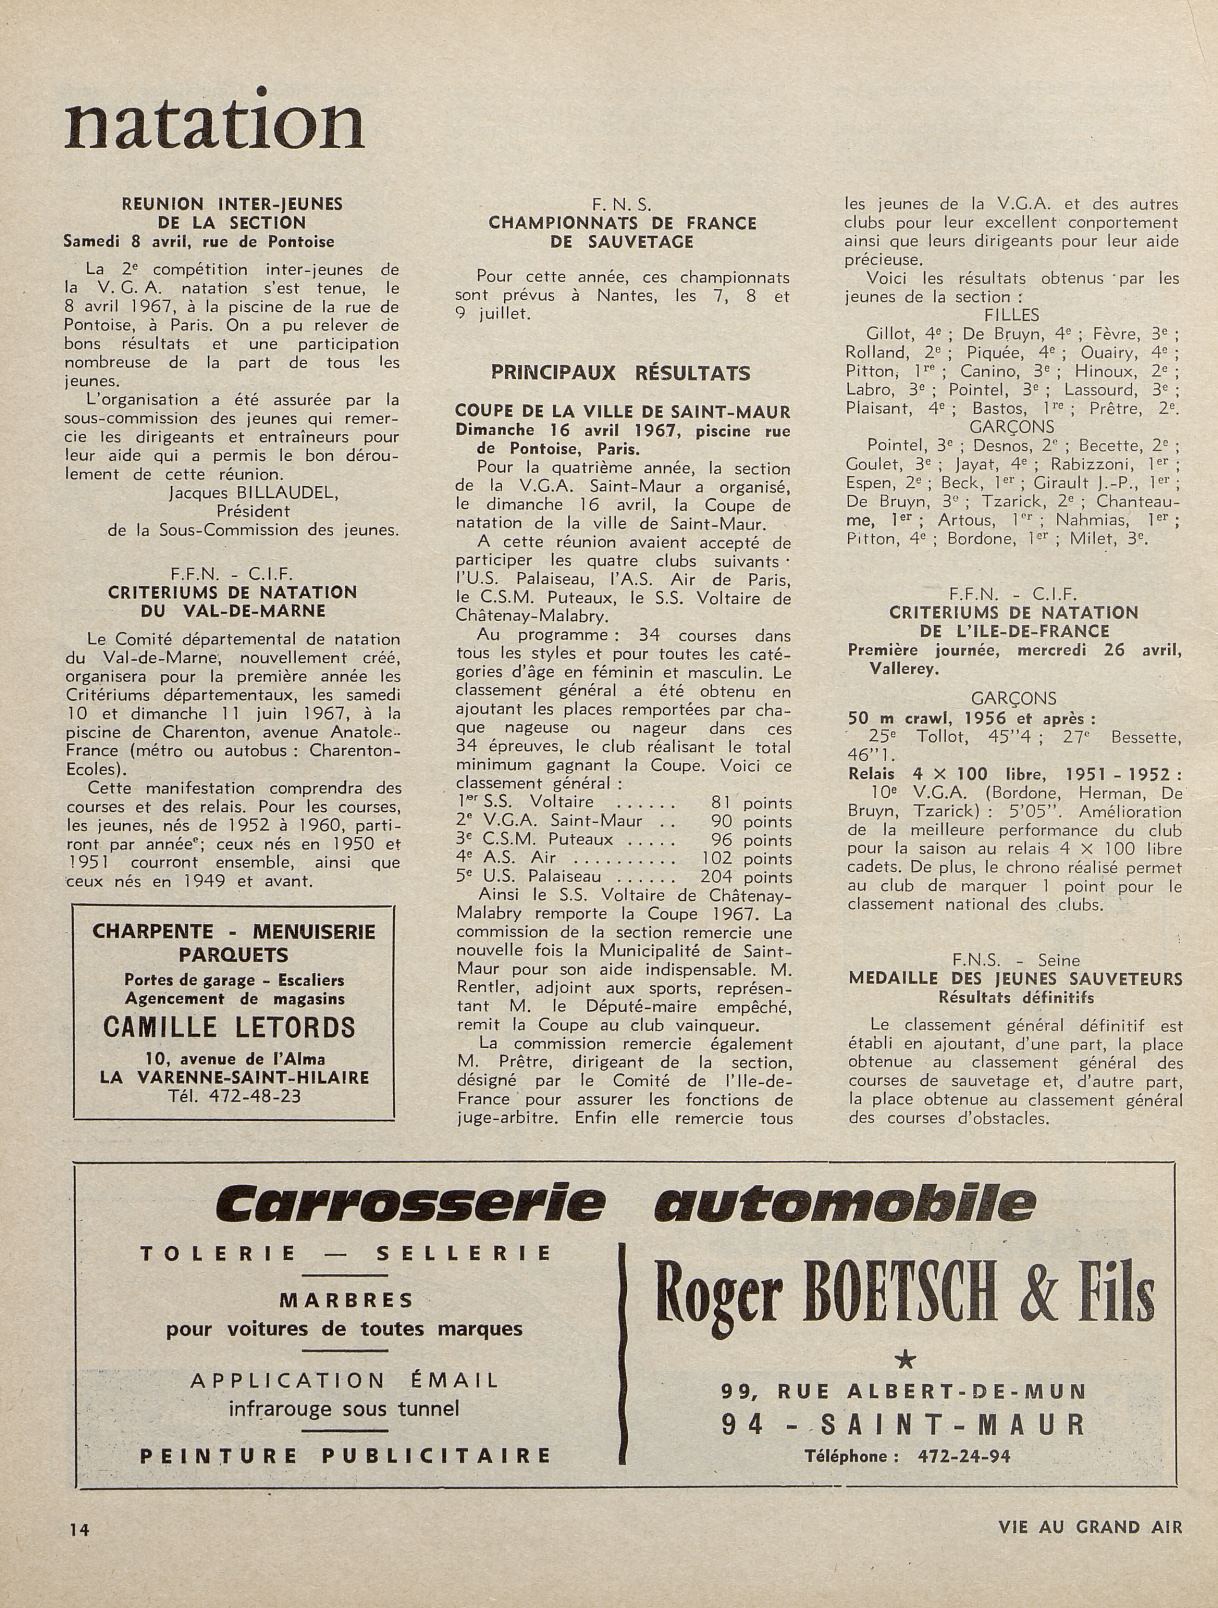 natation
REUNION INTER-JEUNES
DE LA SECTION
Samedi 8 avril, rue de Pontoise
La 2e compétition inter-jeunes de
la V. G. A. natation s'est tenue, le
8 avril 1967, à la piscine de la rue de
Pontoise, à Paris. On a pu relever de
bons résultats et une participation
nombreuse de la part de tous les
jeunes.
L'organisation a été assurée par la
sous-commission des jeunes qui remer-
cie les dirigeants et entraîneurs pour
leur aide qui a permis le bon dérou-
lement de cette réunion.
Jacques BILLAUDEL,
Président
de la Sous-Commission des jeunes.
F.F.N. - C.I.F.
CRITERIUMS DE NATATION
DU VAL-DE-MARNE
Le Comité départemental de natation
du Val-de-Marne, nouvellement créé,
organisera pour la première année les
Critériums départementaux, les samedi
10 et dimanche 11 juin 1967, à la
piscine de Charenton, avenue Anatole-
France (métro ou autobus : Charenton-
Ecoles).
Cette manifestation comprendra des
courses et des relais. Pour les courses,
les jeunes, nés de 1952 à 1960, parti-
ront par annéee; ceux nés en 1950 et
1951 courront ensemble, ainsi que
ceux nés en 1949 et avant.
CHARPENTE - MENUISERIE
PARQUETS
Portes de garage - Escaliers
Agencement de magasins
CAMILLE LETORDS
10, avenue de l'Alma
LA VARENNE-SAINT-HILAIRE
Tél. 472-48-23
F. N. S.
CHAMPIONNATS DE FRANCE
DE SAUVETAGE
Pour cette année, ces championnats
sont prévus à Nantes, les 7, 8 et
9 juillet.
PRINCIPAUX RÉSULTATS
COUPE DE LA VILLE DE SAINT-MAUR
Dimanche 16 avril 1967, piscine rue
de Pontoise, Paris.
Pour la quatrième année, la section
de la V.G.A. Saint-Maur a organisé,
le dimanche 16 avril, la Coupe de
natation de la ville de Saint-Maur.
A cette réunion avaient accepté de
participer les quatre clubs suivants :
l'U.S. Palaiseau, l'A.S. Air de Paris,
le C.S.M. Puteaux, le S.S. Voltaire de
Châtenay-Malabry.
Au programme : 34 courses dans
tous les styles et pour toutes les caté-
gories d'âge en féminin et masculin. Le
classement général a été obtenu en
ajoutant les places remportées par cha-
que nageuse ou nageur dans ces
34 épreuves, le club réalisant le total
minimum gagnant la Coupe. Voici ce
classement général :
1er S.S. Voltaire ...... 81 points
2e V.G.A. Saint-Maur .. 90 points
3e C.S.M. Puteaux ..... 96 points
4e A.S. Air .......... 102 points
5e U.S. Palaiseau ...... 204 points
Ainsi le S.S. Voltaire de Châtenay-
Malabry remporte la Coupe 1967. La
commission de la section remercie une
nouvelle fois la Municipalité de Saint-
Maur pour son aide indispensable. M.
Rentler, adjoint aux sports, représen-
tant M. le Député-maire empêché,
remit la Coupe au club vainqueur.
La commission remercie également
M. Prêtre, dirigeant de la section,
désigné par le Comité de l'Ile-de-
France pour assurer les fonctions de
juge-arbitre. Enfin elle remercie tous
les jeunes de la V.G.A. et des autres
clubs pour leur excellent conportement
ainsi que leurs dirigeants pour leur aide
précieuse.
Voici les résultats obtenus par les
jeunes de la section :
FILLES
Gillot, 4e ; De Bruyn, 4e ; Fèvre, 3e ;
Rolland, 2e ; Piquée, 4e ; Ouairy, 4e ;
Pitton, 1re ; Canino, 3e ; Hinoux, 2e ;
Labro, 3e ; Pointel, 3e ; Lassourd, 3e ;
Plaisant, 4e ; Bastos, 1re ; Prêtre, 2e.
GARÇONS
Pointel, 3e ; Desnos, 2e ; Becette, 2e ;
Goulet, 3e ; Jayat, 4e ; Rabizzoni, 1er ;
Espen, 2e ; Beck, 1er ; Girault J.-P., 1er ;
De Bruyn, 3e ; Tzarick, 2e ; Chanteau-
me, 1er ; Artous, 1er ; Nahmias, 1er ;
Pitton, 4e ; Bordone, 1er ; Milet, 3e.
F.F.N. - C.I.F.
CRITERIUMS DE NATATION
DE L'ILE-DE-FRANCE
Première journée, mercredi 26 avril,
Vallerey.
GARÇONS
50 m crawl, 1956 et après :
25e Tollot, 45"4 ; 27e Bessette,
46"1.
Relais 4 × 100 libre, 1951 - 1952 :
10e V.G.A. (Bordone, Herman, De
Bruyn, Tzarick) : 5'05". Amélioration
de la meilleure performance du club
pour la saison au relais 4 × 100 libre
cadets. De plus, le chrono réalisé permet
au club de marquer 1 point pour le
classement national des clubs.
F.N.S. - Seine
MEDAILLE DES JEUNES SAUVETEURS
Résultats définitifs
Le classement général définitif est
établi en ajoutant, d'une part, la place
obtenue au classement général des
courses de sauvetage et, d'autre part,
la place obtenue au classement général
des courses d'obstacles.
Carrosserie automobile
TOLERIE — SELLERIE
MARBRES
pour voitures de toutes marques
APPLICATION ÉMAIL
infrarouge sous tunnel
PEINTURE PUBLICITAIRE
Roger BOETSCH & Fils
99, RUE ALBERT-DE-MUN
94 - SAINT-MAUR
Téléphone : 472-24-94
14
VIE AU GRAND AIR